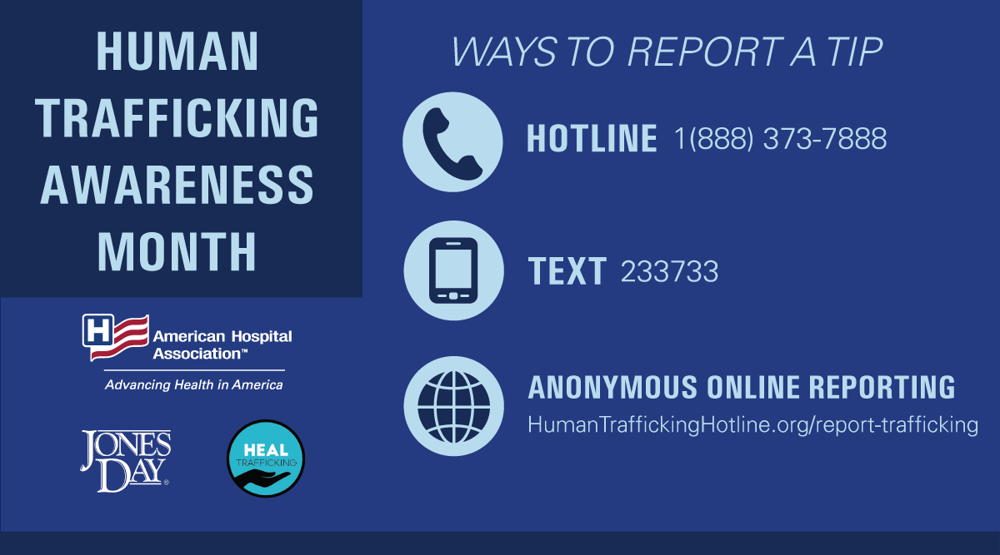 HUMAN
TRAFFICKING
AWARENESS
MONTH
H
American Hospital
Association™
Advancing Health in America
JONES
DAY®
HEAL
TRAFFICKING
WAYS TO REPORT A TIP
HOTLINE 1(888) 373-7888
TEXT 233733
ANONYMOUS ONLINE REPORTING
HumanTraffickingHotline.org/report-trafficking